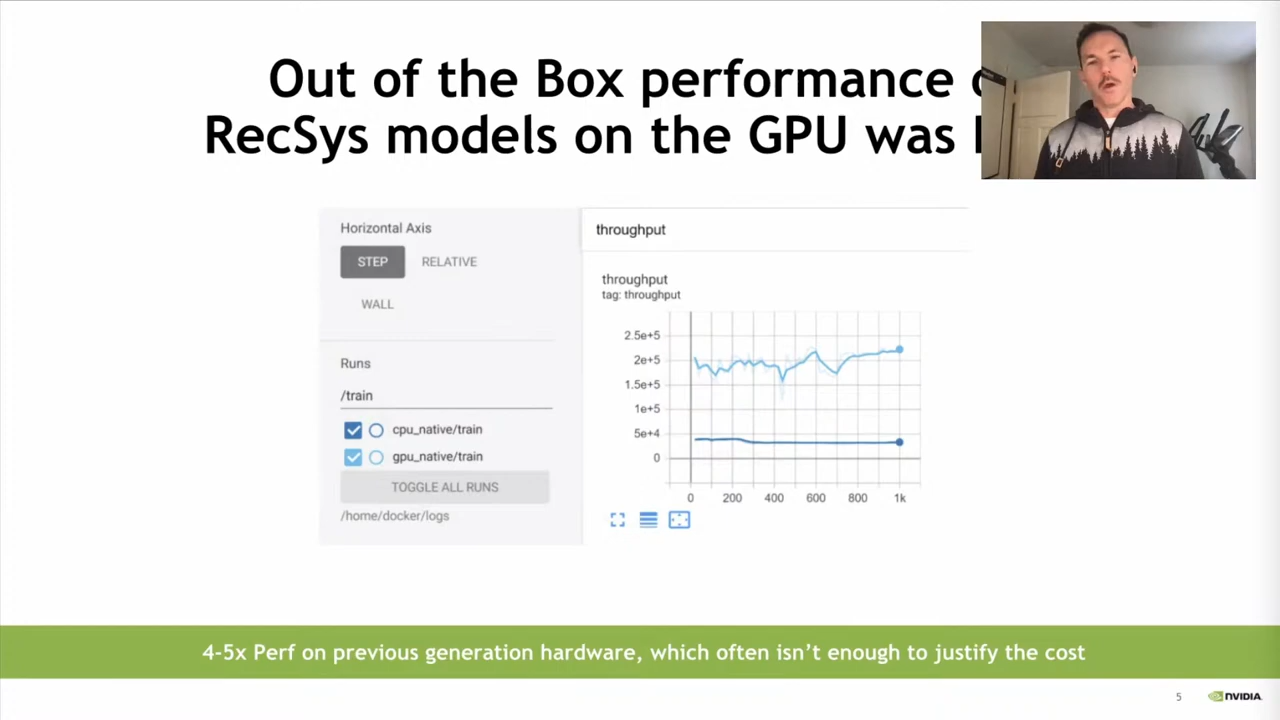 Out of the Box performance
RecSys models on the GPU was
Horizontal Axis
STEP
RELATIVE
WALL
Runs
/train
cpu_native/train
gpu_native/train
TOGGLE ALL RUNS
/home/docker/logs
throughput
throughput
tag: throughput
2.5e+5
2e+5
1.5e+5
1e+5
5e+4
0
0 200 400 600 800 1k
4-5x Perf on previous generation hardware, which often isn't enough to justify the cost
5
NVIDIA.